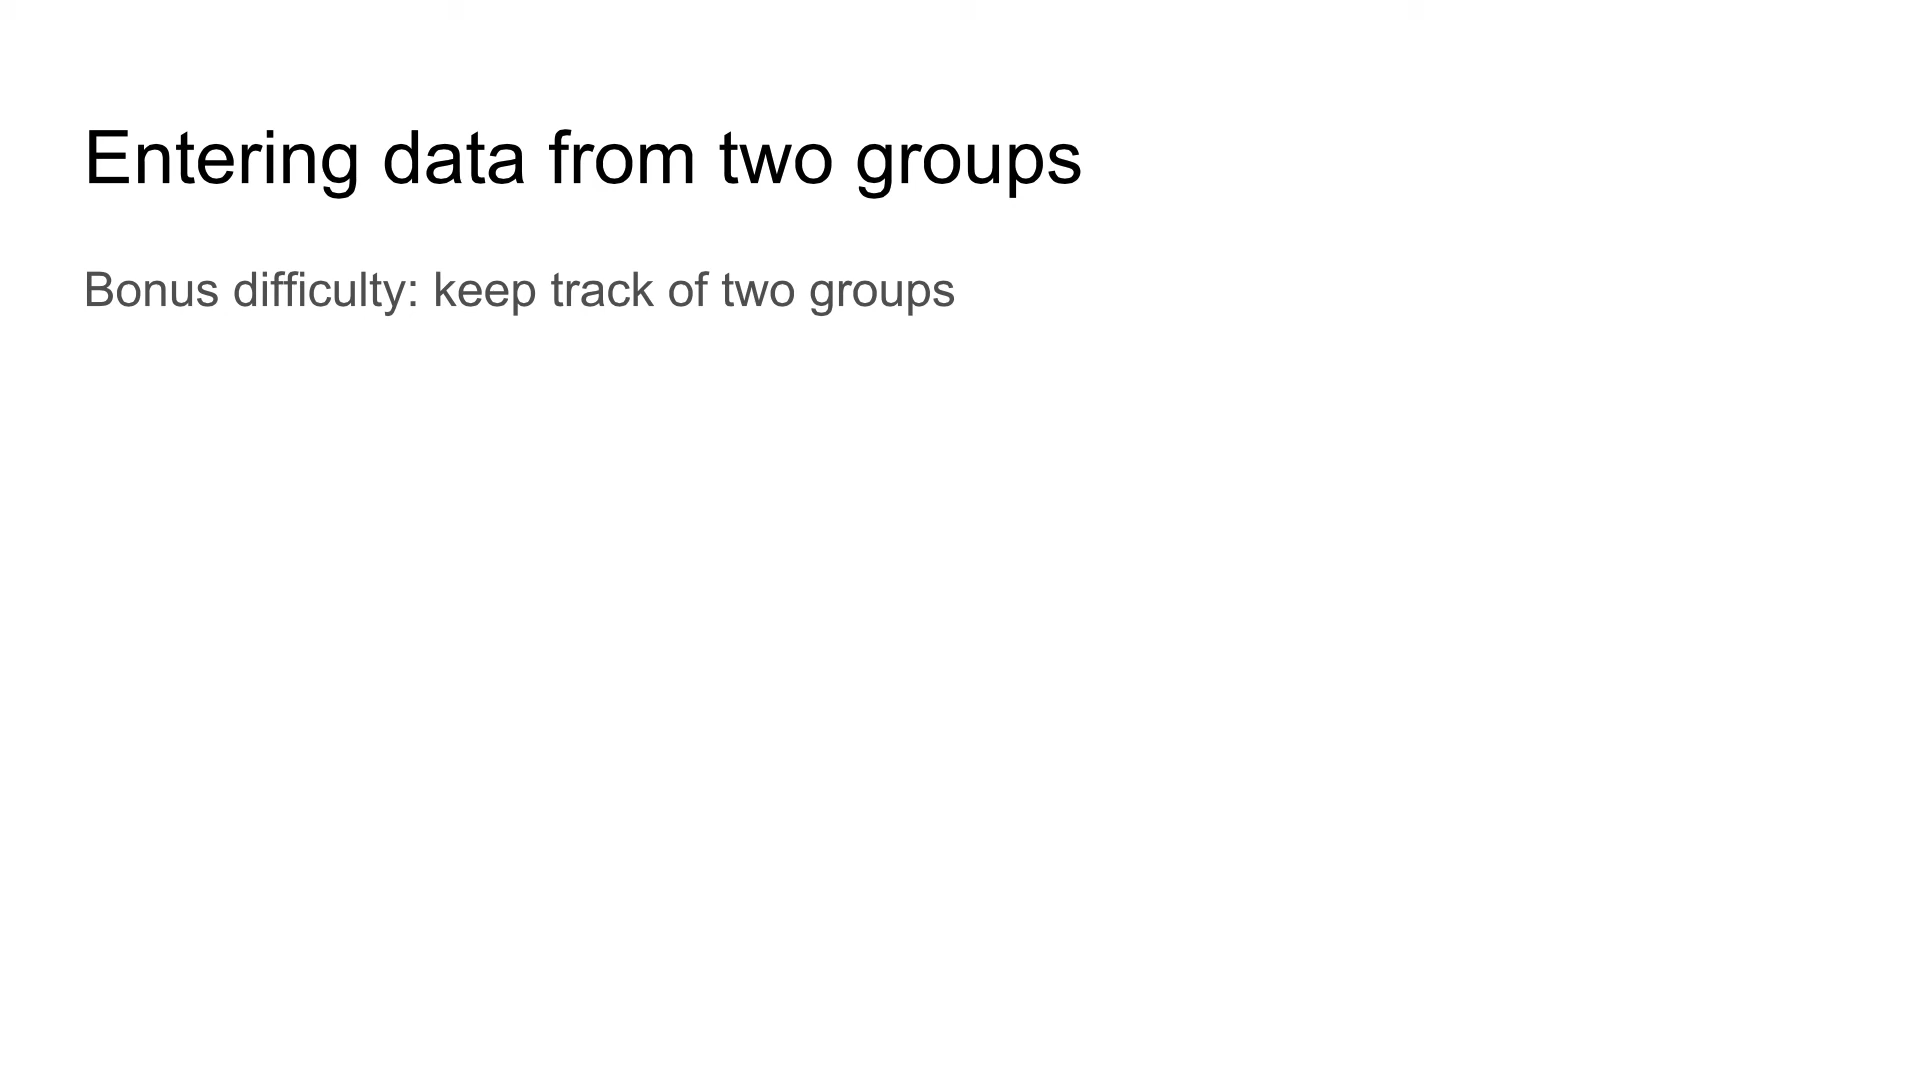 Entering data from two groups
Bonus difficulty: keep track of two groups